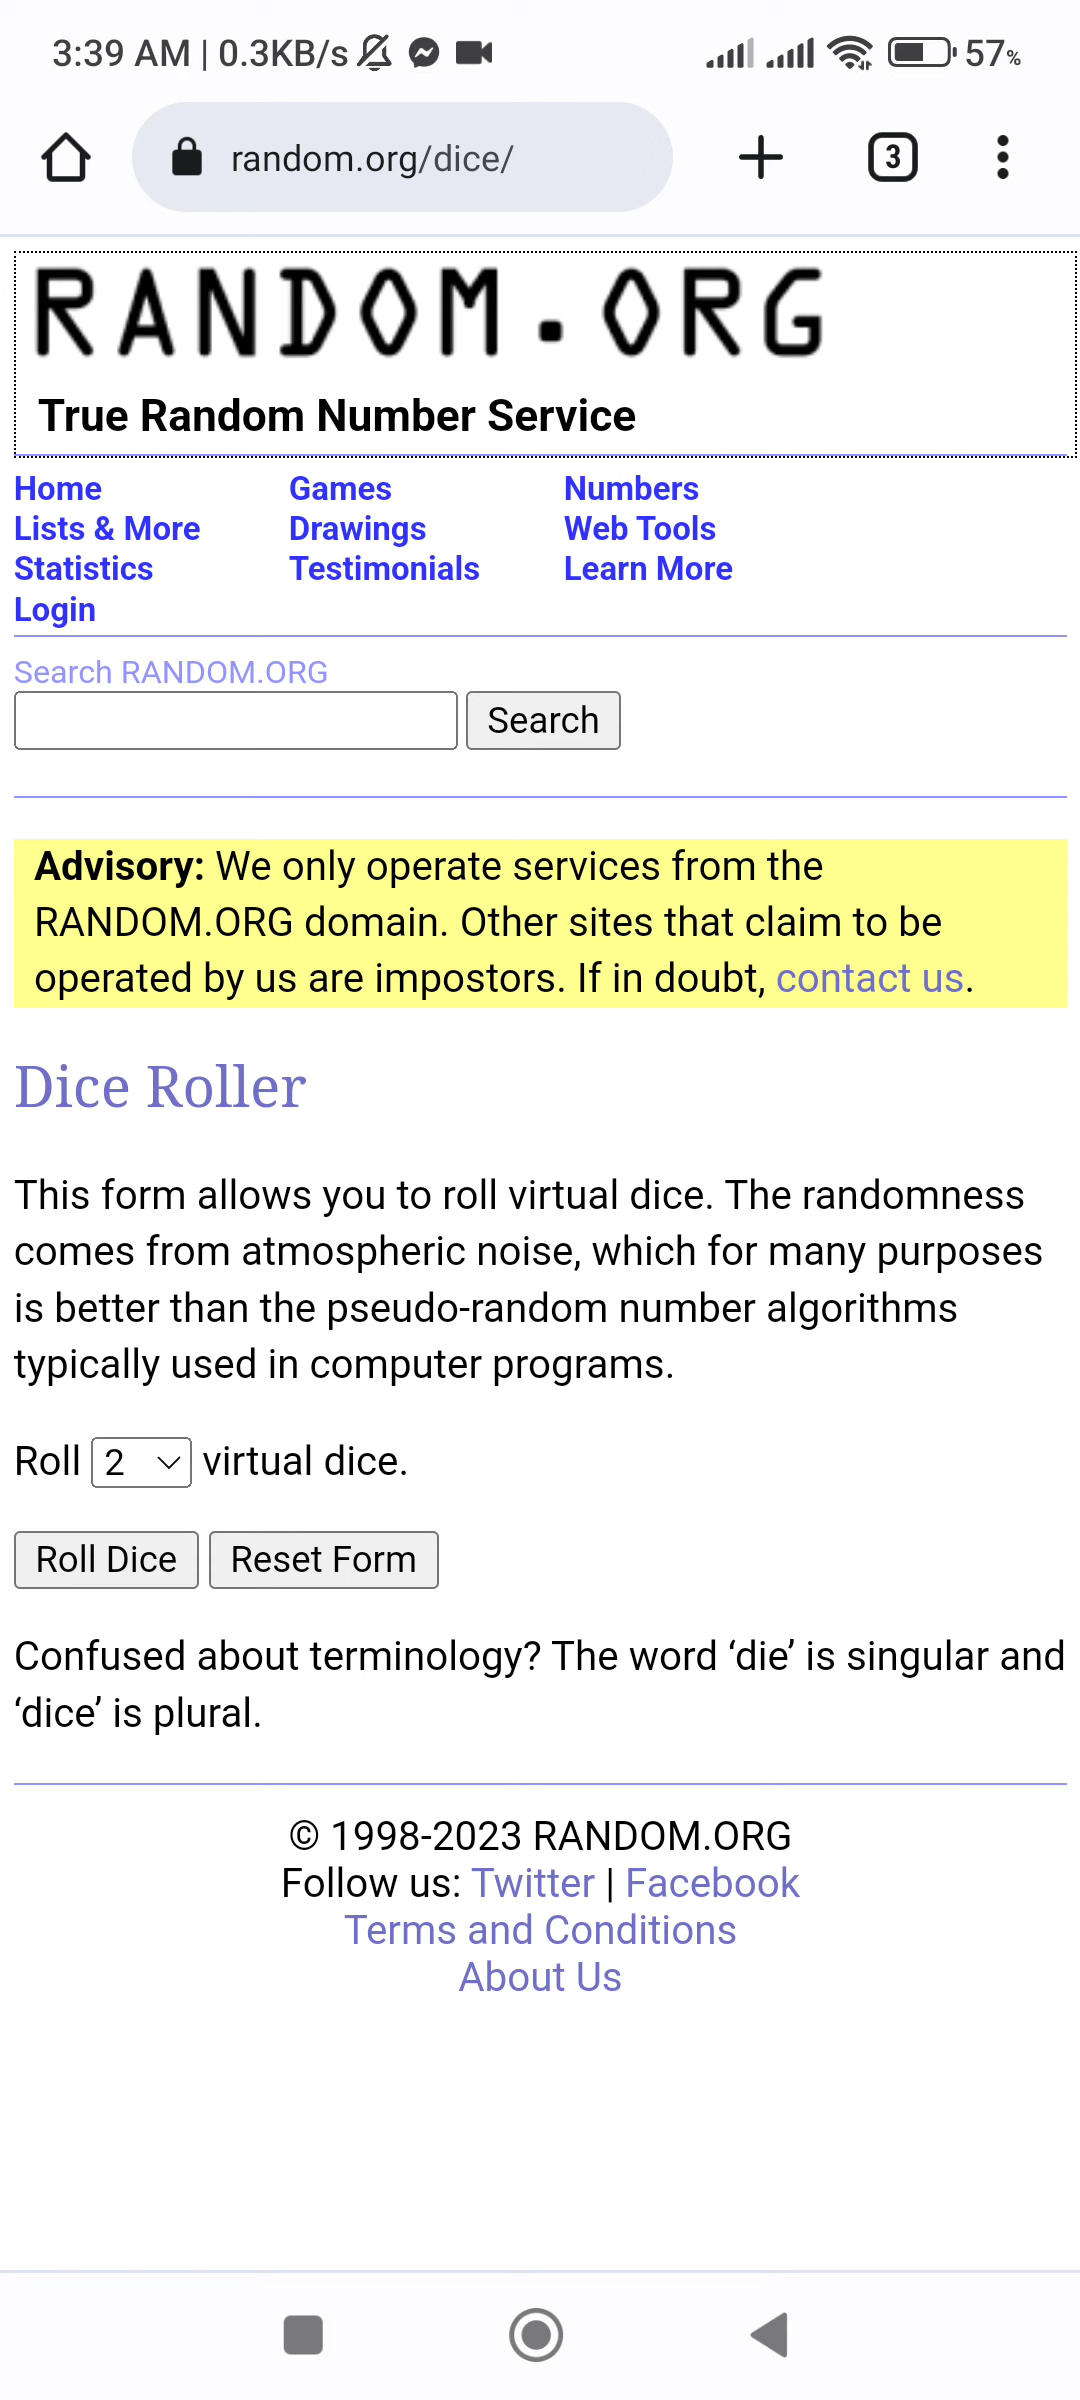 3:39 AM | 0.3KB/s 57%
random.org/dice/ 3
RANDOM.ORG
True Random Number Service
Home Games Numbers
Lists & More Drawings Web Tools
Statistics Testimonials Learn More
Login
Search RANDOM.ORG
Search
Advisory: We only operate services from the
RANDOM.ORG domain. Other sites that claim to be
operated by us are impostors. If in doubt, contact us.
Dice Roller
This form allows you to roll virtual dice. The randomness
comes from atmospheric noise, which for many purposes
is better than the pseudo-random number algorithms
typically used in computer programs.
Roll 2 virtual dice.
Roll Dice Reset Form
Confused about terminology? The word ‘die’ is singular and
‘dice’ is plural.
© 1998-2023 RANDOM.ORG
Follow us: Twitter | Facebook
Terms and Conditions
About Us